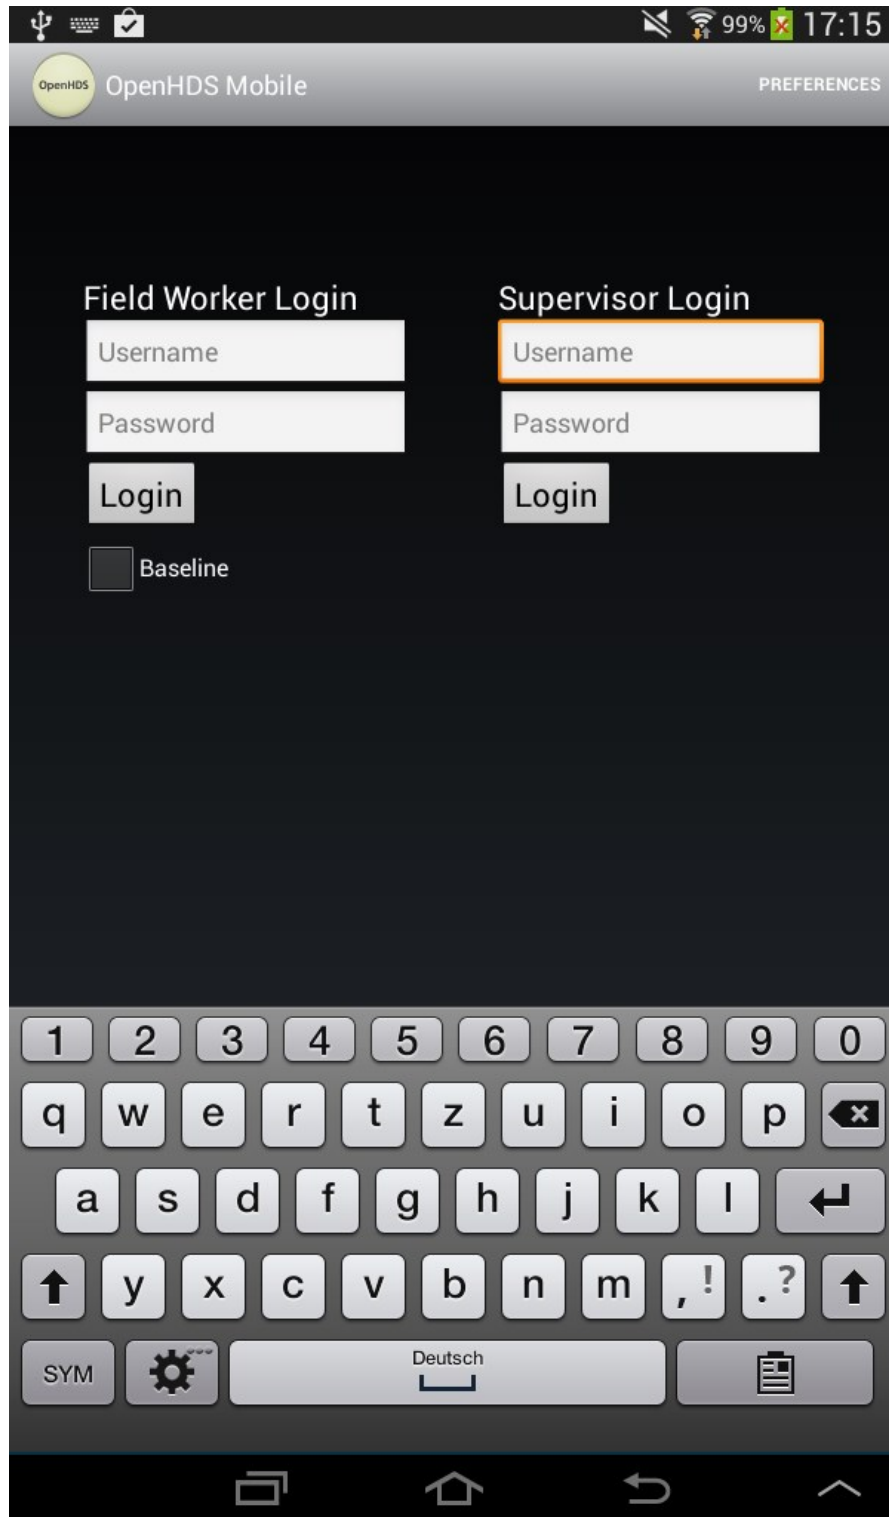 99% 17:15
OpenHDS OpenHDS Mobile PREFERENCES
Field Worker Login Supervisor Login
Username Username
Password Password
Login Login
Baseline
1 2 3 4 5 6 7 8 9 0
q w e r t z u i o p
a s d f g h j k l
y x c v b n m , ! . ?
SYM Deutsch